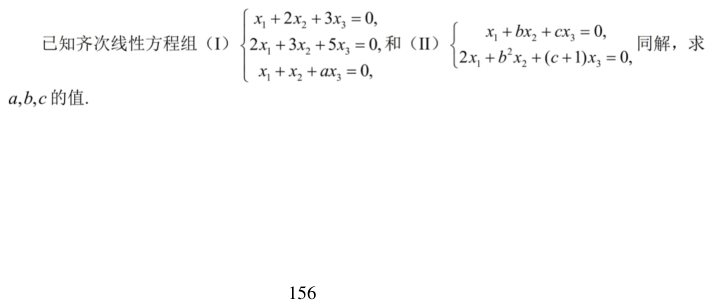 已知齐次线性方程组（I）{ x₁ + 2x₂ + 3x₃ = 0, 2x₁ + 3x₂ + 5x₃ = 0, x₁ + x₂ + ax₃ = 0, 和（II）{ x₁ + bx₂ + cx₃ = 0, 2x₁ + b²x₂ + (c+1)x₃ = 0, 同解，求
a,b,c 的值.
156